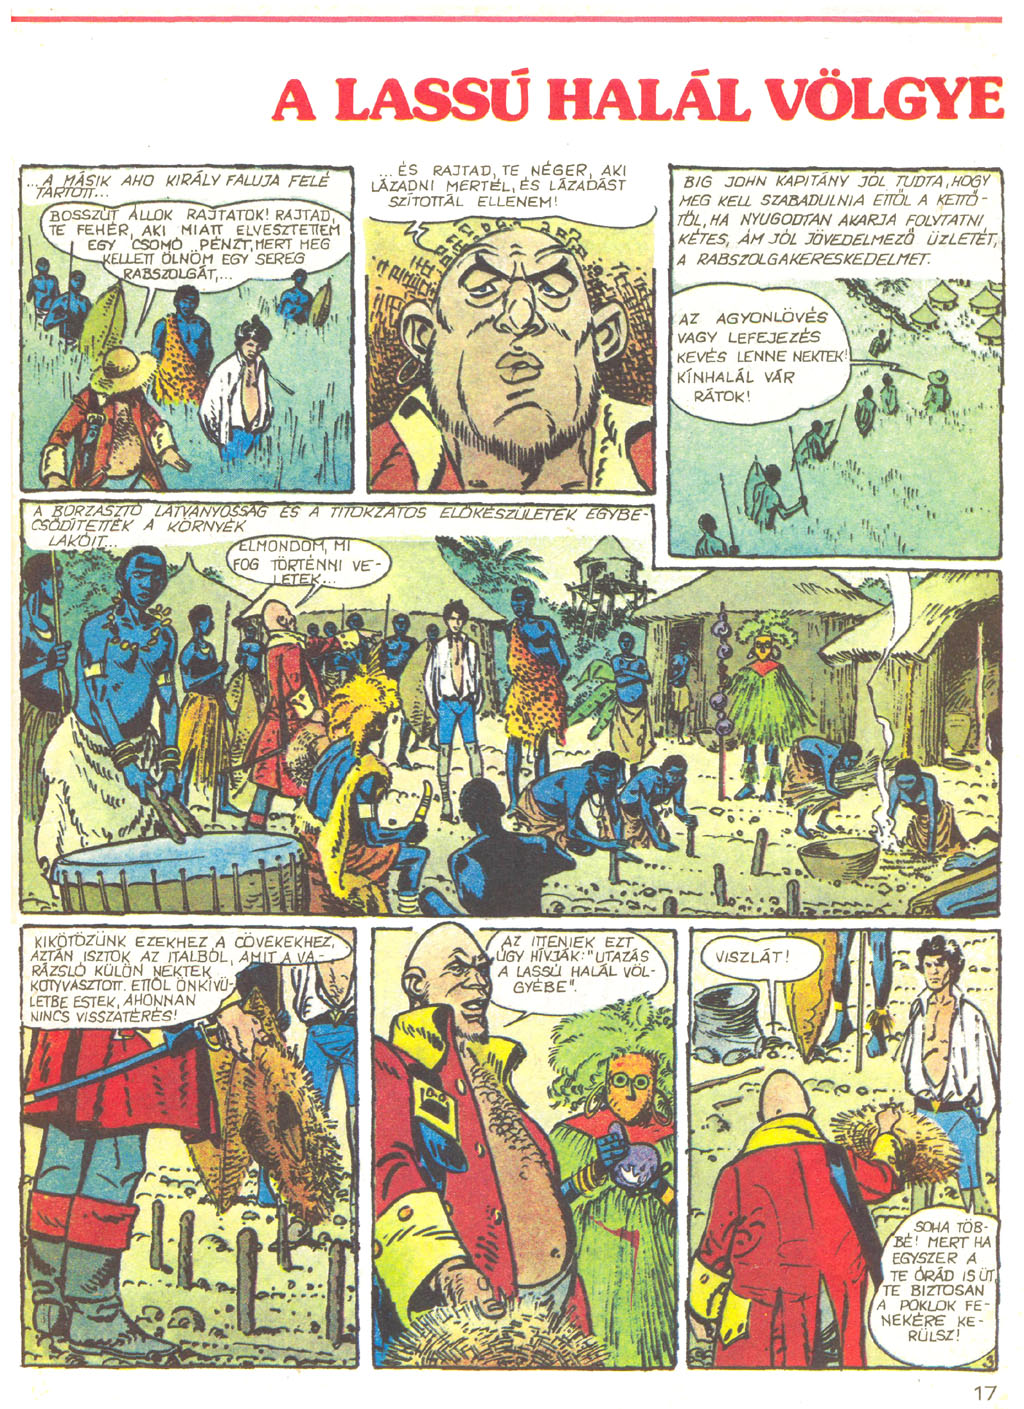 A LASSÚ HALÁL VÖLGYE
...A MÁSIK AHO KIRÁLY FALUJA FELÉ
TARTOTT...
BOSSZÚT ÁLLOK RAJTATOK! RAJTAD,
TE FEHÉR, AKI MIATT ELVESZTETTEM
EGY CSOMÓ PÉNZT, MERT MEG
KELLETT ÖLNÖM EGY SEREG
RABSZOLGÁT,...
... ÉS RAJTAD, TE NÉGER, AKI
LÁZADNI MERTÉL, ÉS LÁZADÁST
SZÍTOTTÁL ELLENEM!
BIG JOHN KAPITÁNY JÓL TUDTA, HOGY
MEG KELL SZABADULNIA ETTŐL A KETTŐ-
TŐL, HA NYUGODTAN AKARJA FOLYTATNI
KÉTES, ÁM JÓL JÖVEDELMEZŐ ÜZLETÉT,
A RABSZOLGAKERESKEDELMET.
AZ AGYONLÖVÉS
VAGY LEFEJEZÉS
KEVÉS LENNE NEKTEK!
KÍNHALÁL VÁR
RÁTOK!
A BORZASZTÓ LÁTVÁNYOSSÁG ÉS A TITOKZATOS ELŐKÉSZÜLETEK EGYBE-
CSŐDÍTETTÉK A KÖRNYÉK
LAKÓIT...
ELMONDOM, MI
FOG TÖRTÉNNI VE-
LETEK...
KIKÖTÖZÜNK EZEKHEZ A CÖVEKEKHEZ,
AZTÁN ISZTOK AZ ITALBÓL, AMIT A VA-
RÁZSLÓ KÜLÖN NEKTEK
KOTYVASZTOTT. ETTŐL ÖNKÍVÜ-
LETBE ESTEK, AHONNAN
NINCS VISSZATÉRÉS!
AZ ITTENIEK EZT
ÚGY HÍVJÁK: "UTAZÁS
A LASSÚ HALÁL VÖL-
GYÉBE".
VISZLÁT!
SOHA TÖB-
BÉ! MERT HA
EGYSZER A
TE ÓRÁD IS ÜT,
TE BIZTOSAN
A POKLOK FE-
NEKÉRE KE-
RÜLSZ!
3
17